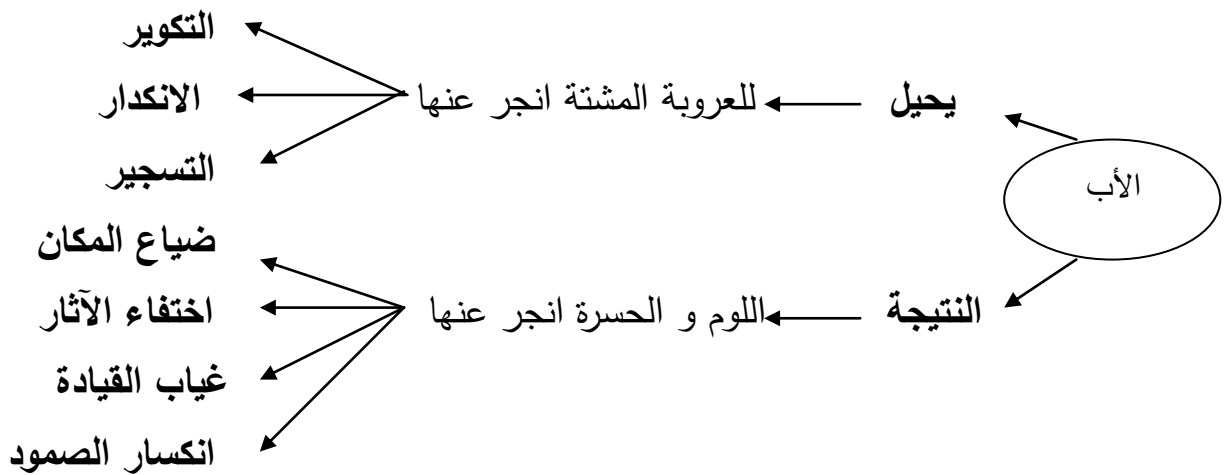 الأب
يحيل
للعروبة المشتة انجر عنها
التكوير
الانكدار
التسجير
النتيجة
اللوم و الحسرة انجر عنها
ضياع المكان
اختفاء الآثار
غياب القيادة
انكسار الصمود